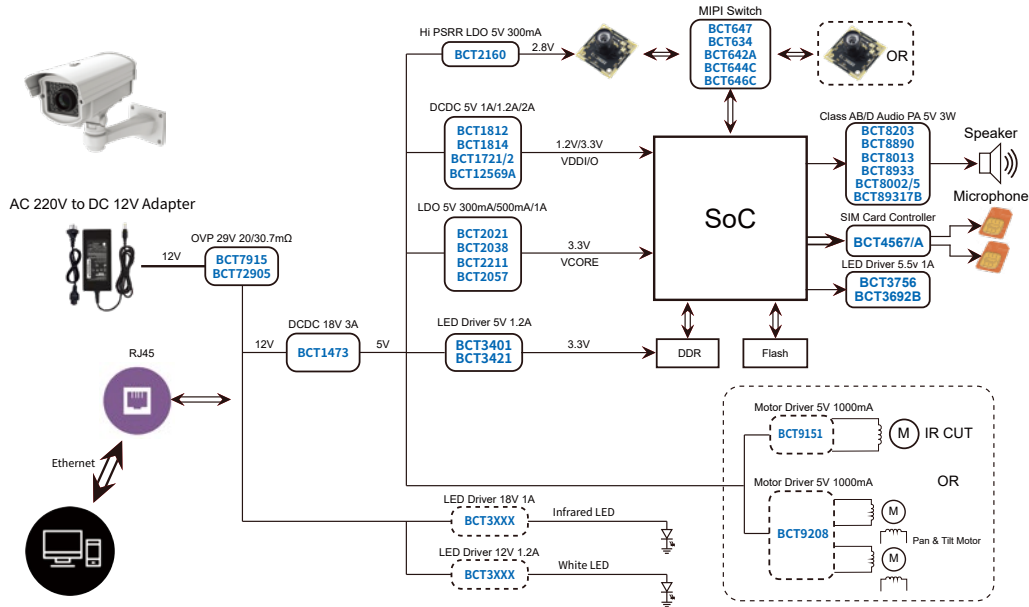 MIPI Switch
BCT647
BCT634
BCT642A
BCT644C
BCT646C
Hi PSRR LDO 5V 300mA
BCT2160
2.8V
OR
DCDC 5V 1A/1.2A/2A
BCT1812
BCT1814
BCT1721/2
BCT12569A
1.2V/3.3V
VDDI/O
SoC
Class AB/D Audio PA 5V 3W
BCT8203
BCT8890
BCT8013
BCT8933
BCT8002/5
BCT89317B
Speaker
Microphone
AC 220V to DC 12V Adapter
12V
OVP 29V 20/30.7mΩ
BCT7915
BCT72905
LDO 5V 300mA/500mA/1A
BCT2021
BCT2038
BCT2211
BCT2057
3.3V
VCORE
SIM Card Controller
BCT4567/A
LED Driver 5.5v 1A
BCT3756
BCT3692B
12V
DCDC 18V 3A
BCT1473
5V
LED Driver 5V 1.2A
BCT3401
BCT3421
3.3V
DDR
Flash
RJ45
Ethernet
Motor Driver 5V 1000mA
BCT9151
M
IR CUT
OR
Motor Driver 5V 1000mA
BCT9208
M
Pan & Tilt Motor
M
LED Driver 18V 1A
BCT3XXX
Infrared LED
LED Driver 12V 1.2A
BCT3XXX
White LED